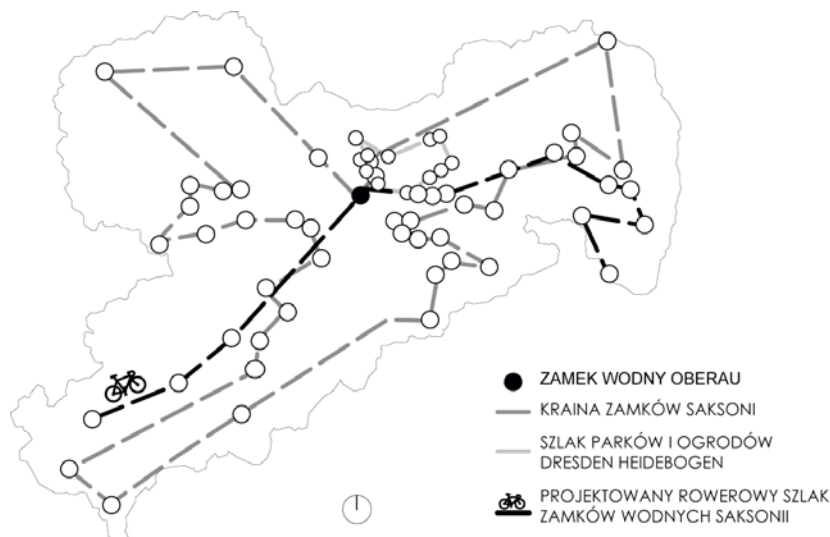 ZAMEK WODNY OBERAU
KRAINA ZAMKÓW SAKSONI
SZLAK PARKÓW I OGRODÓW
DRESDEN HEIDEBOGEN
PROJEKTOWANY ROWEROWY SZLAK
ZAMKÓW WODNYCH SAKSONII